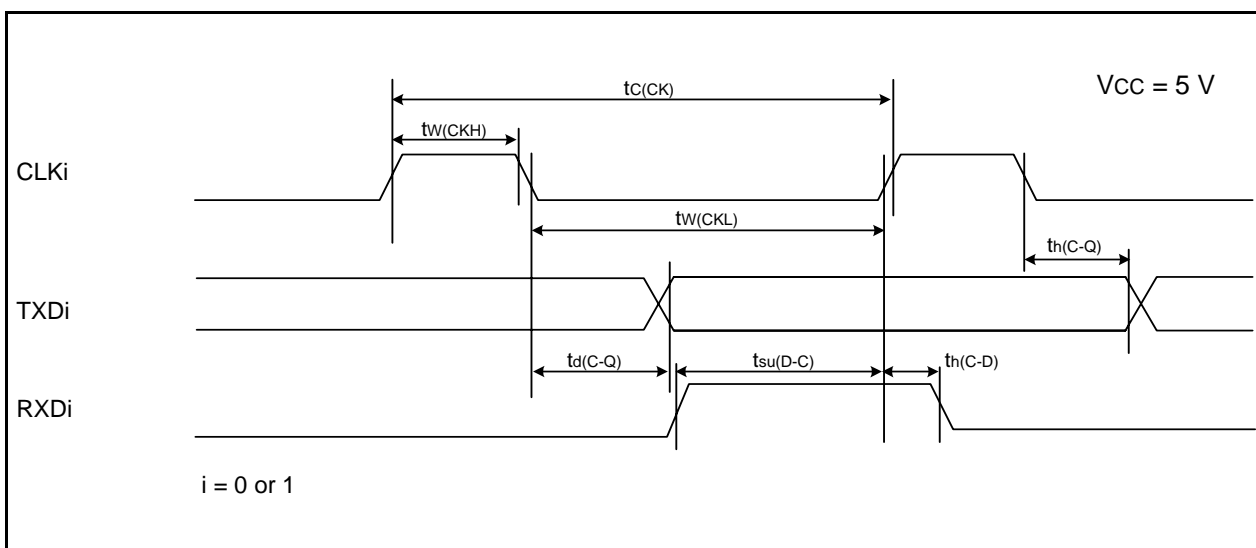 tC(CK)
VCC = 5 V
tW(CKH)
CLKi
tW(CKL)
th(C-Q)
TXDi
td(C-Q)
tsu(D-C)
th(C-D)
RXDi
i = 0 or 1